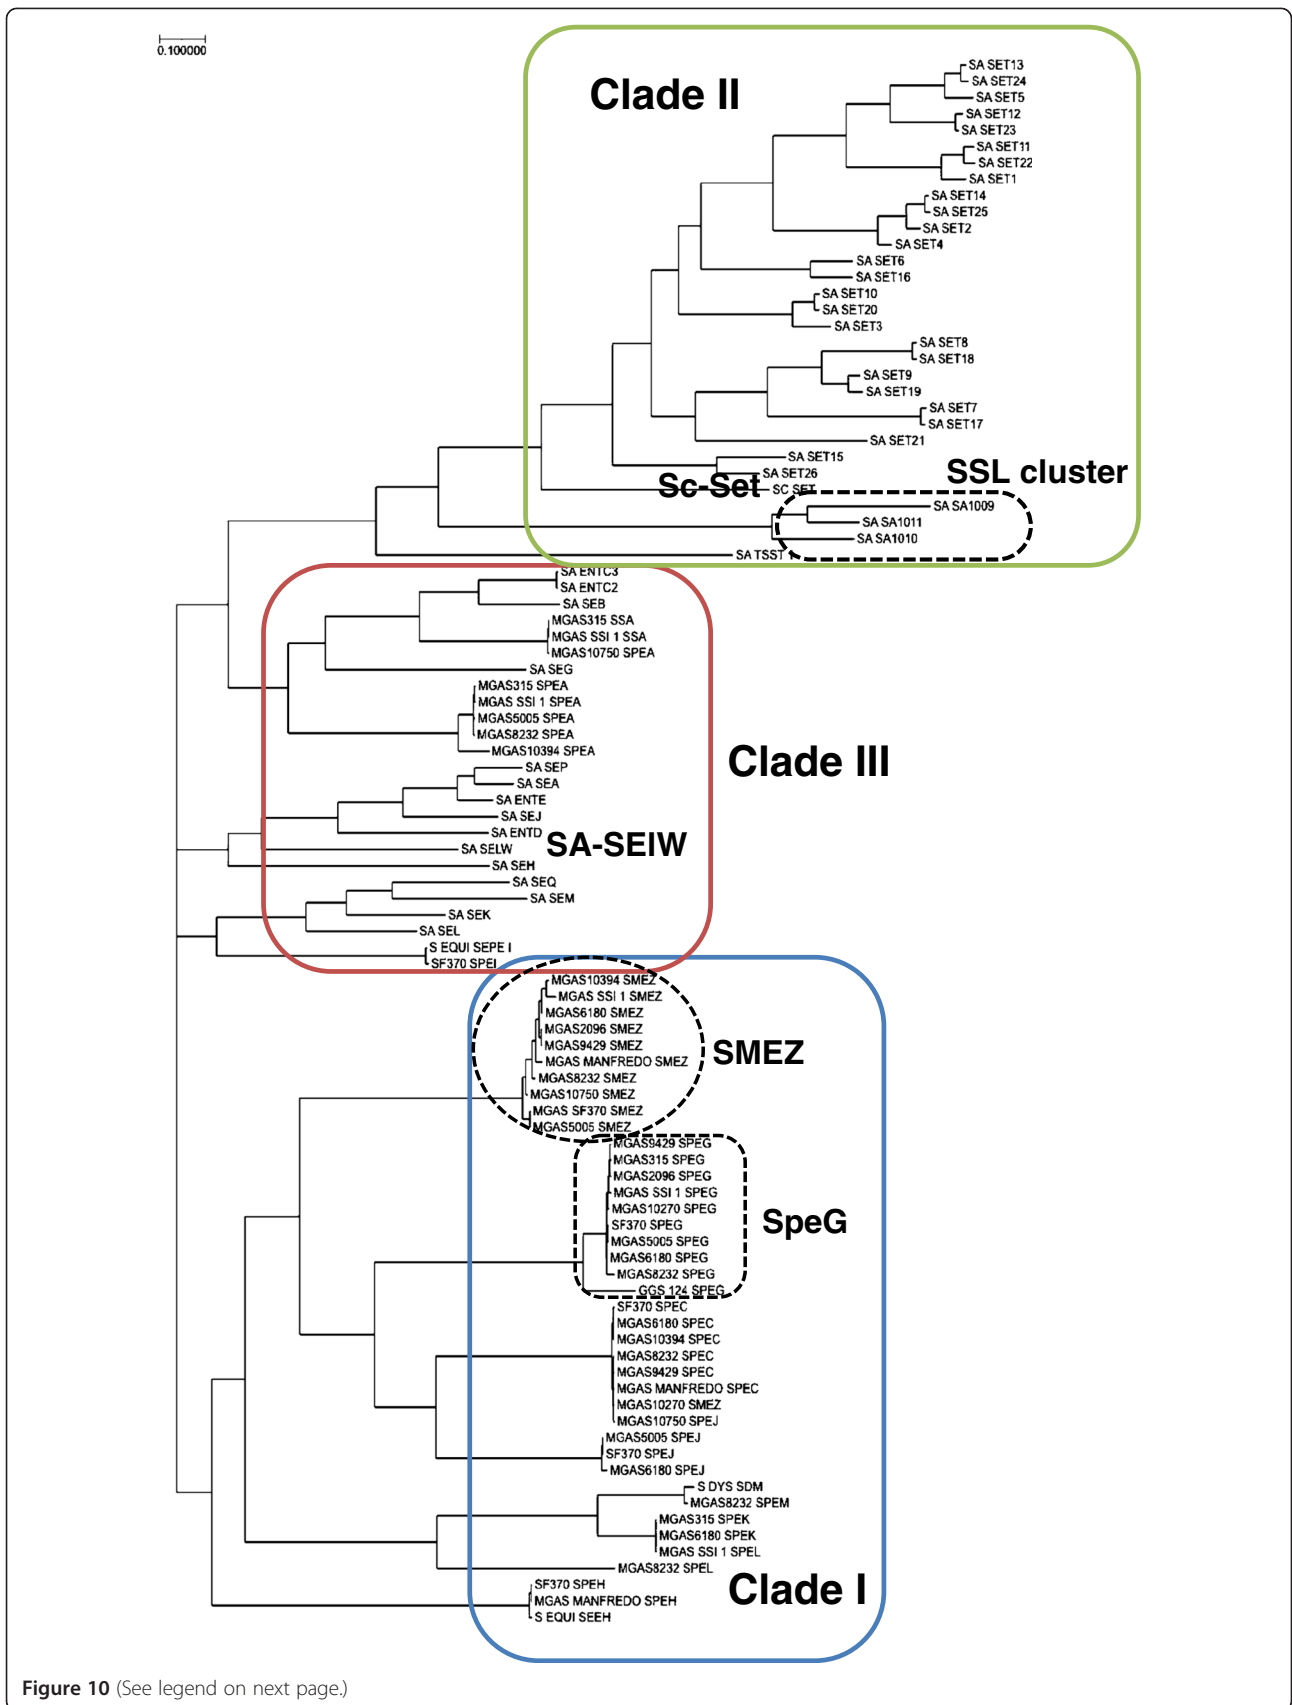 0.100000
Clade II
SA SET13
SA SET24
SA SET5
SA SET12
SA SET23
SA SET11
SA SET22
SA SET1
SA SET14
SA SET25
SA SET2
SA SET4
SA SET6
SA SET16
SA SET10
SA SET20
SA SET3
SA SET8
SA SET18
SA SET9
SA SET19
SA SET7
SA SET17
SA SET21
SA SET15
SA SET26
Sc-Set
SC SET
SSL cluster
SA SA1009
SA SA1011
SA SA1010
SA TSST
SA ENTC3
SA ENTC2
SA SEB
MGAS315 SSA
MGAS SSI 1 SSA
MGAS10750 SPEA
SA SEG
MGAS315 SPEA
MGAS SSI 1 SPEA
MGAS5005 SPEA
MGAS8232 SPEA
MGAS10394 SPEA
Clade III
SA SEP
SA SEA
SA ENTE
SA SEJ
SA ENTD
SA-SElW
SA SELW
SA SEH
SA SEQ
SA SEM
SA SEK
SA SEL
S EQUI SEPE I
SF370 SPEI
MGAS10394 SMEZ
MGAS SSI 1 SMEZ
MGAS6180 SMEZ
MGAS2096 SMEZ
MGAS9429 SMEZ
SMEZ
MGAS MANFREDO SMEZ
MGAS8232 SMEZ
MGAS10750 SMEZ
MGAS SF370 SMEZ
MGAS5005 SMEZ
MGAS9429 SPEG
MGAS315 SPEG
MGAS2096 SPEG
MGAS SSI 1 SPEG
MGAS10270 SPEG
SpeG
SF370 SPEG
MGAS5005 SPEG
MGAS6180 SPEG
MGAS8232 SPEG
GGS 124 SPEG
SF370 SPEC
MGAS6180 SPEC
MGAS10394 SPEC
MGAS8232 SPEC
MGAS9429 SPEC
MGAS MANFREDO SPEC
MGAS10270 SMEZ
MGAS10750 SPEJ
MGAS5005 SPEJ
SF370 SPEJ
MGAS6180 SPEJ
S DYS SDM
MGAS8232 SPEM
MGAS315 SPEK
MGAS6180 SPEK
MGAS SSI 1 SPEL
MGAS8232 SPEL
Clade I
SF370 SPEH
MGAS MANFREDO SPEH
S EQUI SEEH
Figure 10 (See legend on next page.)